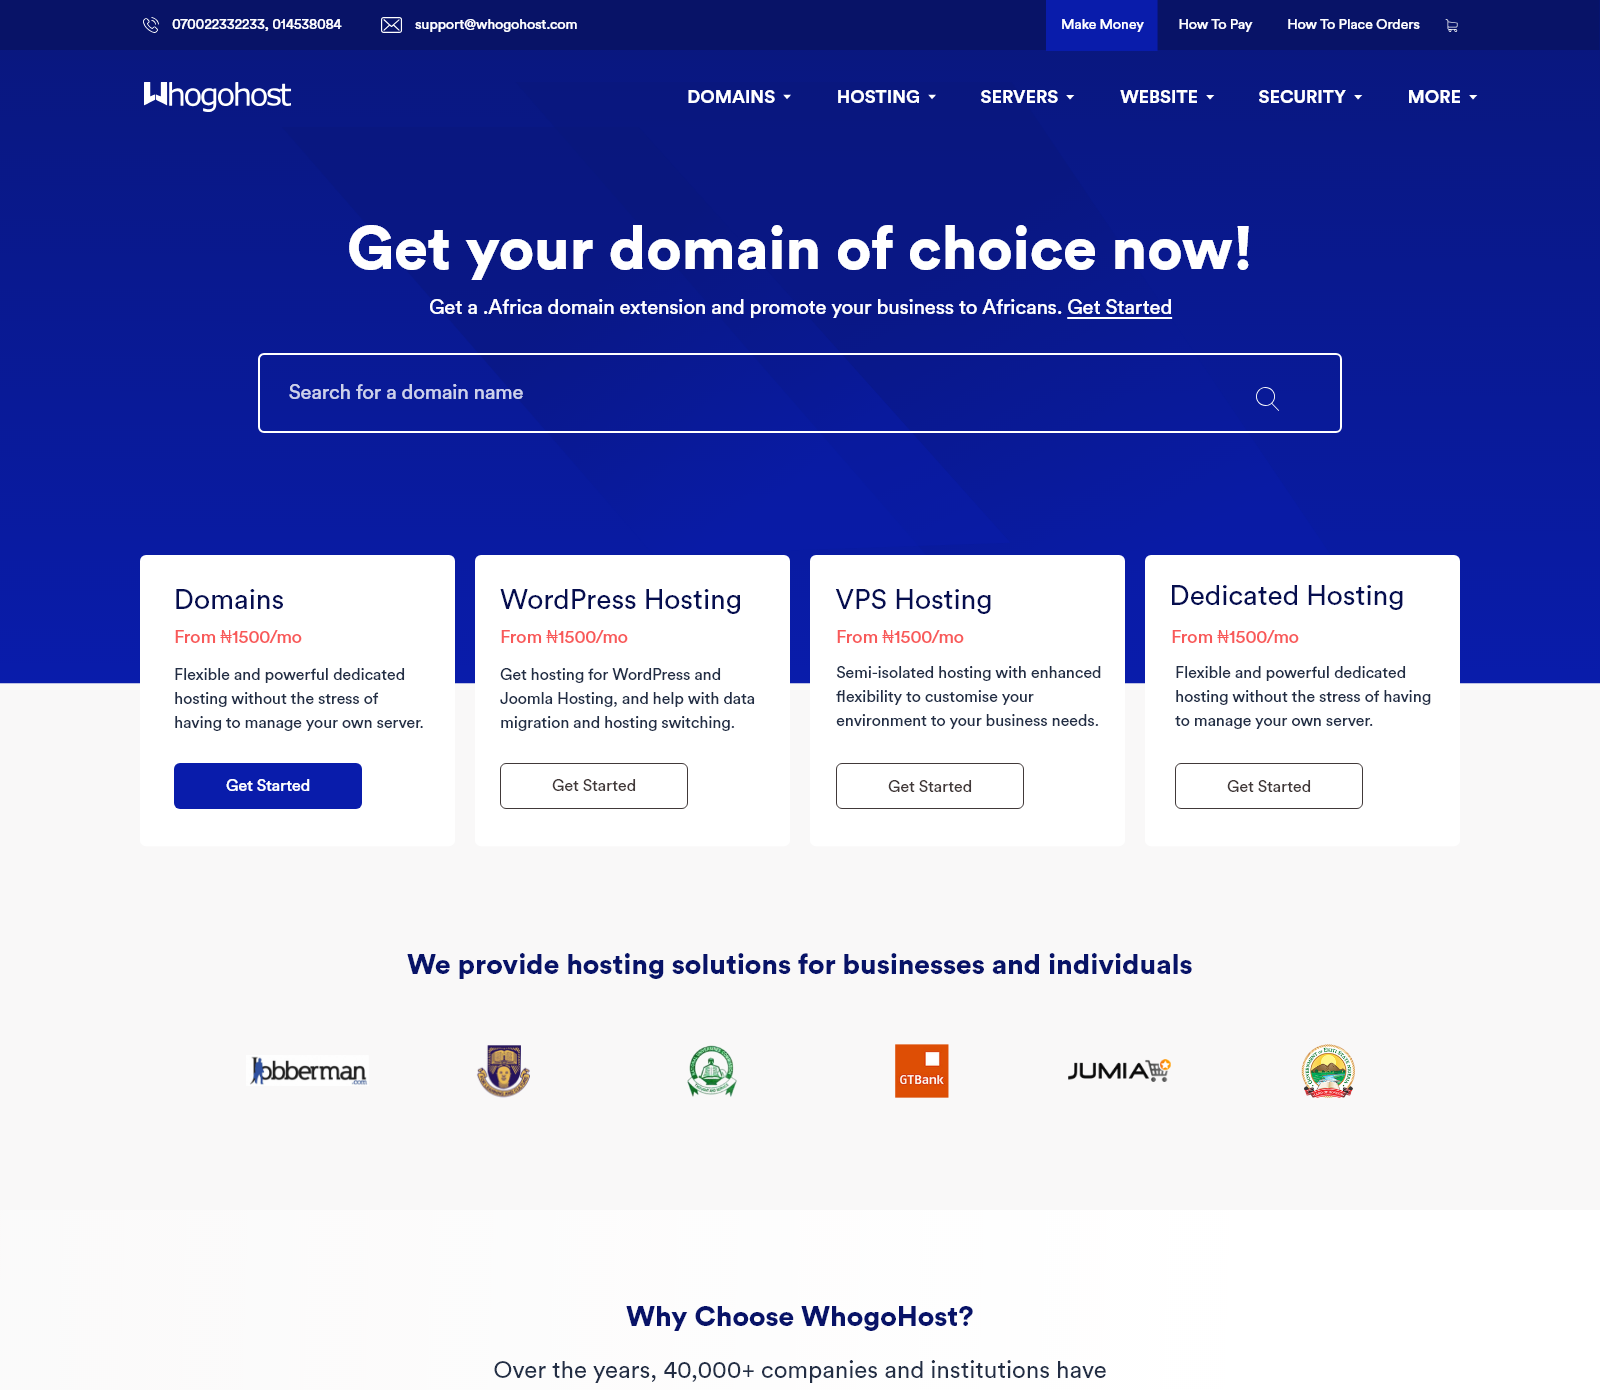 070022332233, 014538084
support@whogohost.com
Make Money
How To Pay
How To Place Orders
Whogohost
DOMAINS
HOSTING
SERVERS
WEBSITE
SECURITY
MORE
Get your domain of choice now!
Get a .Africa domain extension and promote your business to Africans. Get Started
Search for a domain name
Domains
From ₦1500/mo
Flexible and powerful dedicated
hosting without the stress of
having to manage your own server.
Get Started
WordPress Hosting
From ₦1500/mo
Get hosting for WordPress and
Joomla Hosting, and help with data
migration and hosting switching.
Get Started
VPS Hosting
From ₦1500/mo
Semi-isolated hosting with enhanced
flexibility to customise your
environment to your business needs.
Get Started
Dedicated Hosting
From ₦1500/mo
Flexible and powerful dedicated
hosting without the stress of having
to manage your own server.
Get Started
We provide hosting solutions for businesses and individuals
Jobberman
.com
GTBank
JUMIA
Why Choose WhogoHost?
Over the years, 40,000+ companies and institutions have